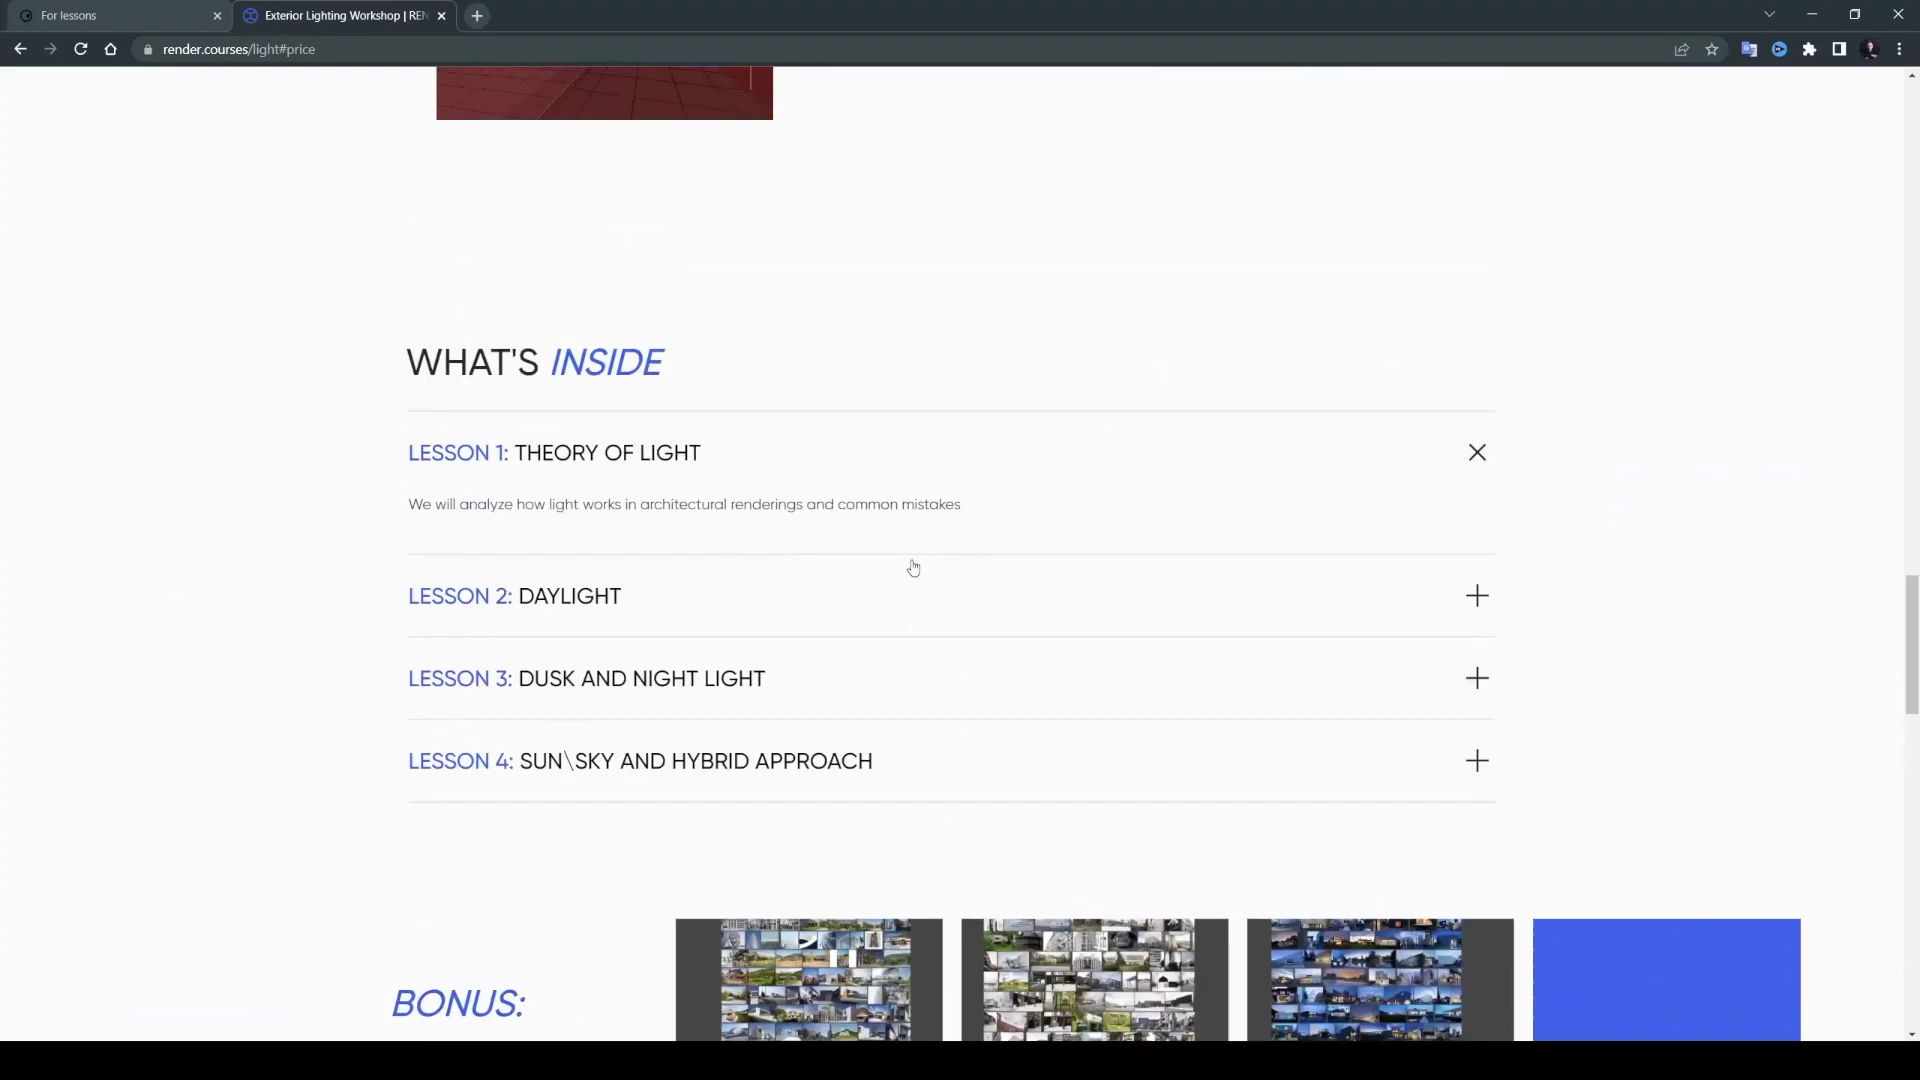 For lessons
Exterior Lighting Workshop | REN
render.courses/light#price
WHAT'S INSIDE
LESSON 1: THEORY OF LIGHT
We will analyze how light works in architectural renderings and common mistakes
LESSON 2: DAYLIGHT
LESSON 3: DUSK AND NIGHT LIGHT
LESSON 4: SUN\SKY AND HYBRID APPROACH
BONUS: